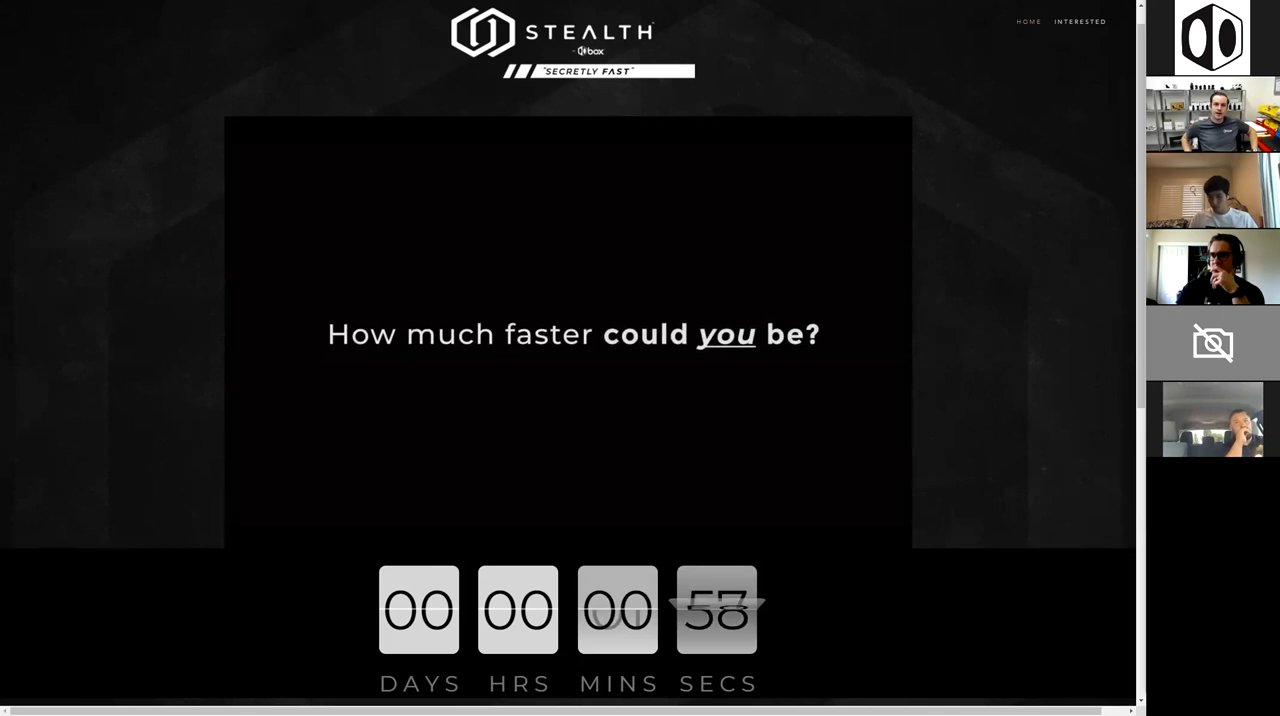 STEALTH
HOME INTERESTED
box
"SECRETLY FAST"
How much faster could you be?
00 00 00 58
DAYS HRS MINS SECS